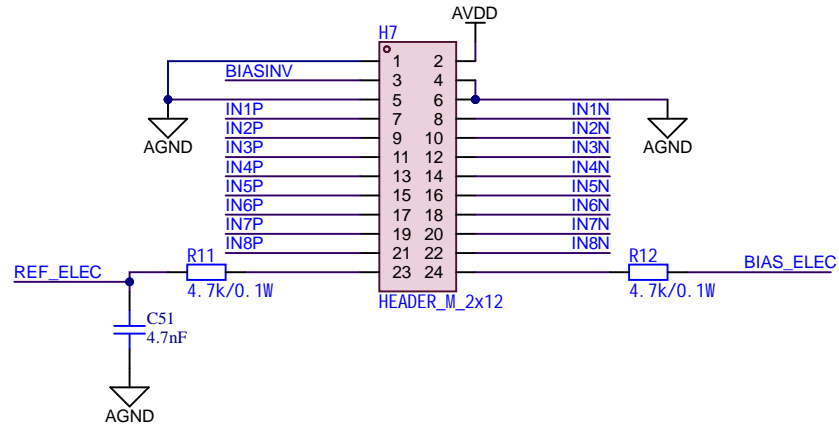 AVDD
H7
1 2
BIASINV 3 4
5 6
IN1P 7 8 IN1N
AGND IN2P 9 10 IN2N AGND
IN3P 11 12 IN3N
IN4P 13 14 IN4N
IN5P 15 16 IN5N
IN6P 17 18 IN6N
IN7P 19 20 IN7N
IN8P 21 22 IN8N
REF_ELEC R11 23 24 R12 BIAS_ELEC
4.7k/0.1W HEADER_M_2x12 4.7k/0.1W
C51
4.7nF
AGND